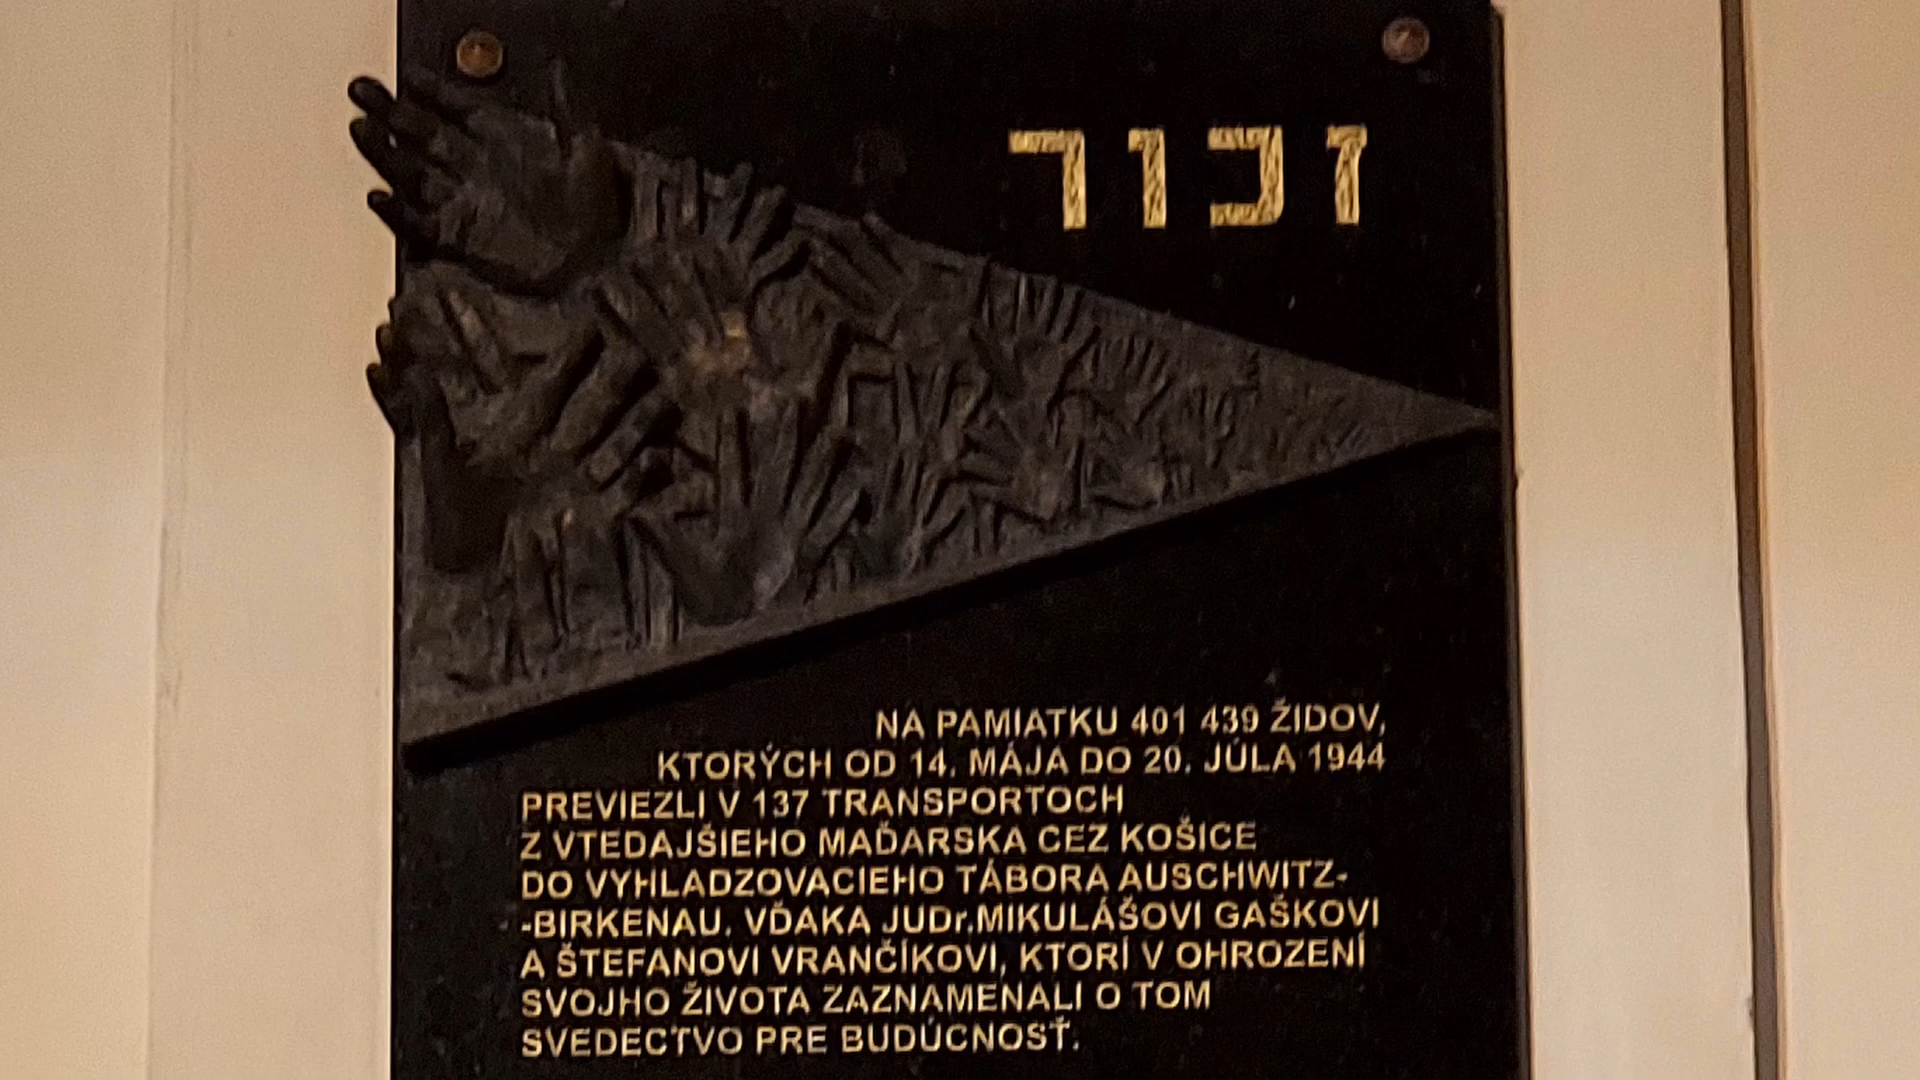 זכור
NA PAMIATKU 401 439 ŽIDOV,
KTORÝCH OD 14. MÁJA DO 20. JÚLA 1944
PREVIEZLI V 137 TRANSPORTOCH
Z VTEDAJŠIEHO MAĎARSKA CEZ KOŠICE
DO VYHLADZOVACIEHO TÁBORA AUSCHWITZ-
-BIRKENAU. VĎAKA JUDr.MIKULÁŠOVI GAŠKOVI
A ŠTEFANOVI VRANČÍKOVI, KTORÍ V OHROZENÍ
SVOJHO ŽIVOTA ZAZNAMENALI O TOM
SVEDECTVO PRE BUDÚCNOSŤ.